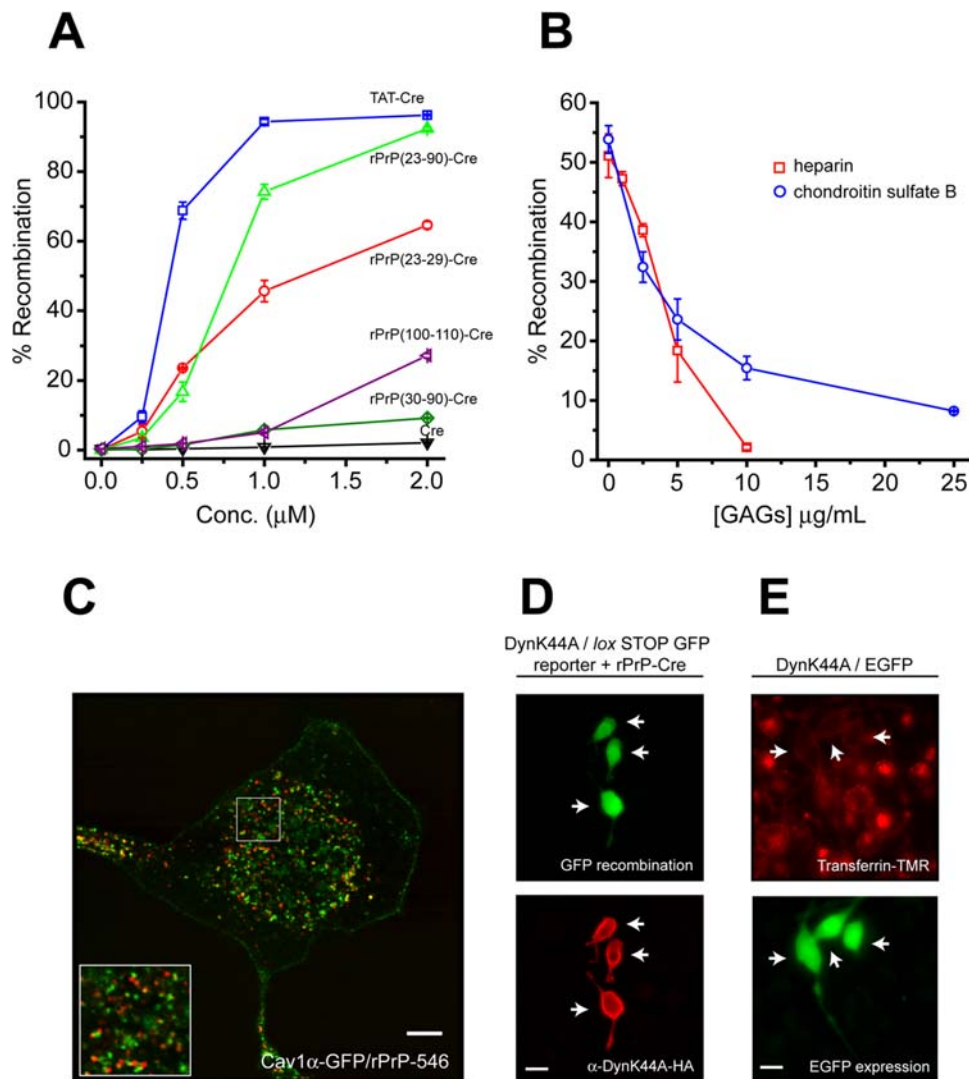 A
% Recombination
100
80
60
40
20
0
0.0
0.5
1.0
1.5
2.0
Conc. (μM)
TAT-Cre
rPrP(23-90)-Cre
rPrP(23-29)-Cre
rPrP(100-110)-Cre
rPrP(30-90)-Cre
Cre
B
% Recombination
60
50
40
30
20
10
0
0
5
10
15
20
25
[GAGs] μg/mL
heparin
chondroitin sulfate B
C
Cav1α-GFP/rPrP-546
D
DynK44A / lox STOP GFP
reporter + rPrP-Cre
GFP recombination
α-DynK44A-HA
E
DynK44A / EGFP
Transferrin-TMR
EGFP expression